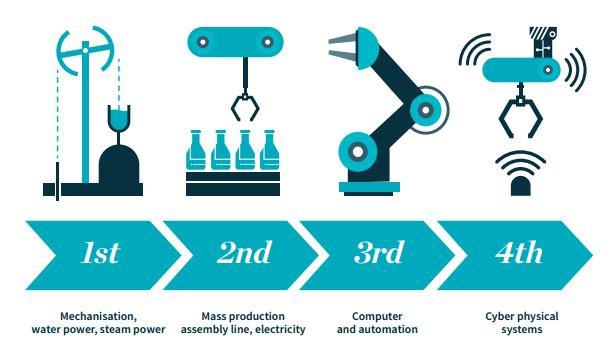 1st
2nd
3rd
4th
Mechanisation,
water power, steam power
Mass production
assembly line, electricity
Computer
and automation
Cyber physical
systems